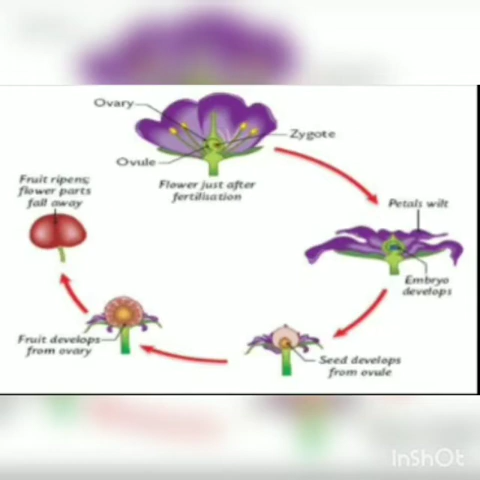 Ovary
Zygote
Ovule
Flower just after
fertilisation
Fruit ripens;
flower parts
fall away
Petals wilt
Embryo
develops
Fruit develops
from ovary
Seed develops
from ovule
InShOt